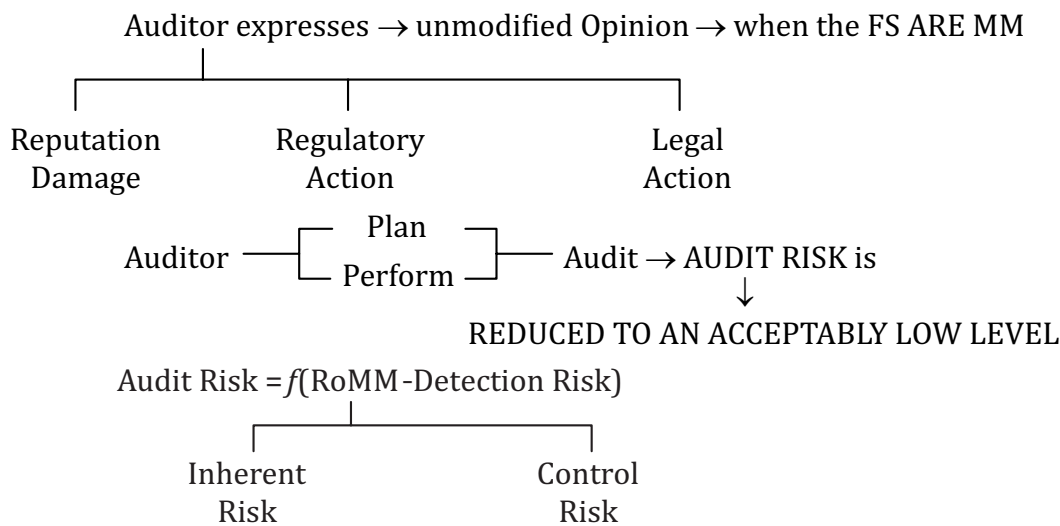 Auditor expresses → unmodified Opinion → when the FS ARE MM
Reputation Damage
Regulatory Action
Legal Action
Plan
Auditor
Perform
Audit → AUDIT RISK is
↓
REDUCED TO AN ACCEPTABLY LOW LEVEL
Audit Risk = f(RoMM-Detection Risk)
Inherent Risk
Control Risk